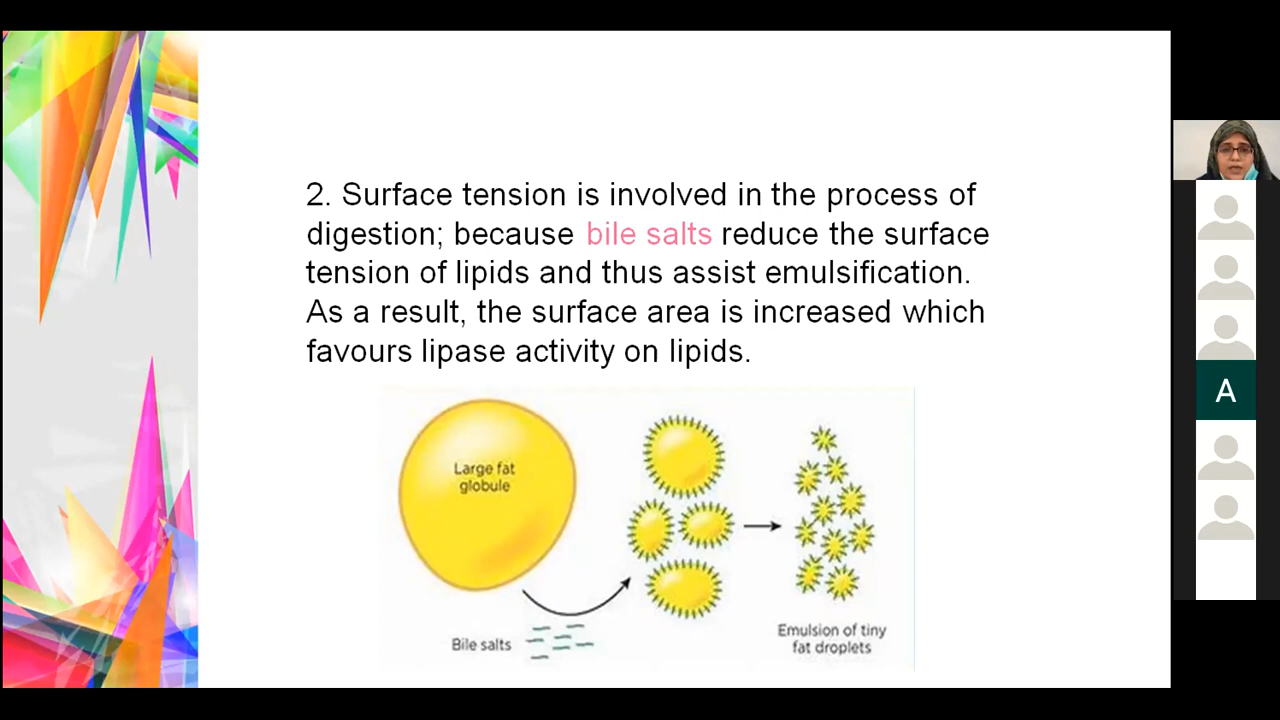 2. Surface tension is involved in the process of
digestion; because bile salts reduce the surface
tension of lipids and thus assist emulsification.
As a result, the surface area is increased which
favours lipase activity on lipids.
Large fat
globule
Bile salts
Emulsion of tiny
fat droplets
A